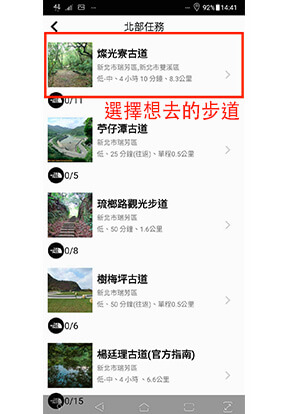 92% 14:41
北部任務
燦光寮古道
新北市瑞芳區,新北市雙溪區
低-中、4 小時 10 分鐘、8.3公里
0/11
選擇想去的步道
苧仔潭古道
新北市瑞芳區
低、25 分鐘(往返)、單程0.5公里
0/5
琉榔路觀光步道
新北市瑞芳區
低、50 分鐘、1.6公里
0/8
樹梅坪古道
新北市瑞芳區
低、50 分鐘(往返)、單程0.5公里
0/6
楊廷理古道(官方指南)
新北市瑞芳區
低-中、4 小時 、6.6公里
0/15